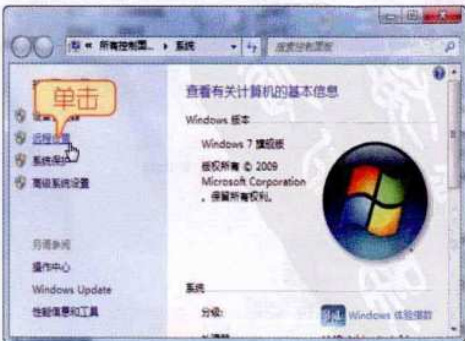 所有控制面... ▸ 系统
搜索控制面板
单击
远程设置
系统保护
高级系统设置
另请参阅
操作中心
Windows Update
性能信息和工具
查看有关计算机的基本信息
Windows 版本
Windows 7 旗舰版
版权所有 © 2009
Microsoft Corporation
。保留所有权利。
系统
分级:
Windows 体验指数